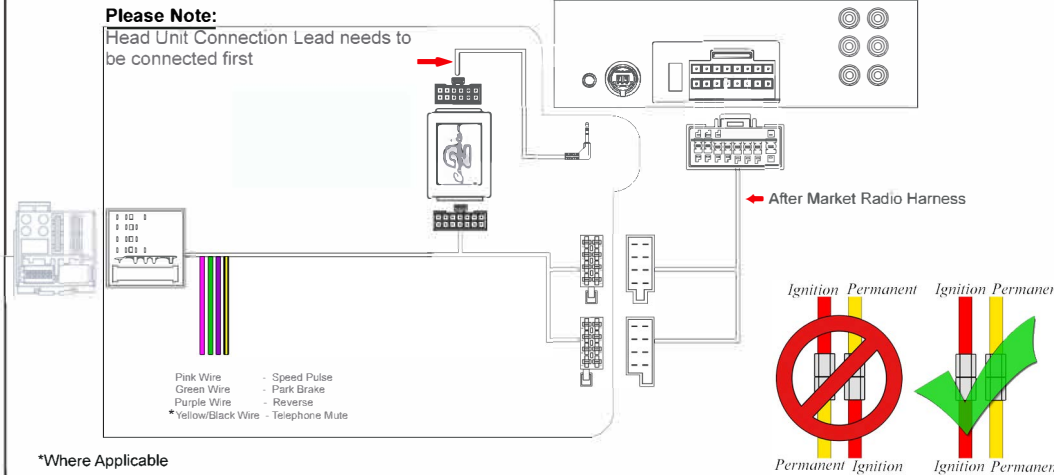 Please Note:
Head Unit Connection Lead needs to
be connected first
After Market Radio Harness
Ignition Permanent
Ignition Permanen
Pink Wire - Speed Pulse
Green Wire - Park Brake
Purple Wire - Reverse
*Yellow/Black Wire - Telephone Mute
Permanent Ignition
Ignition Permanen
*Where Applicable